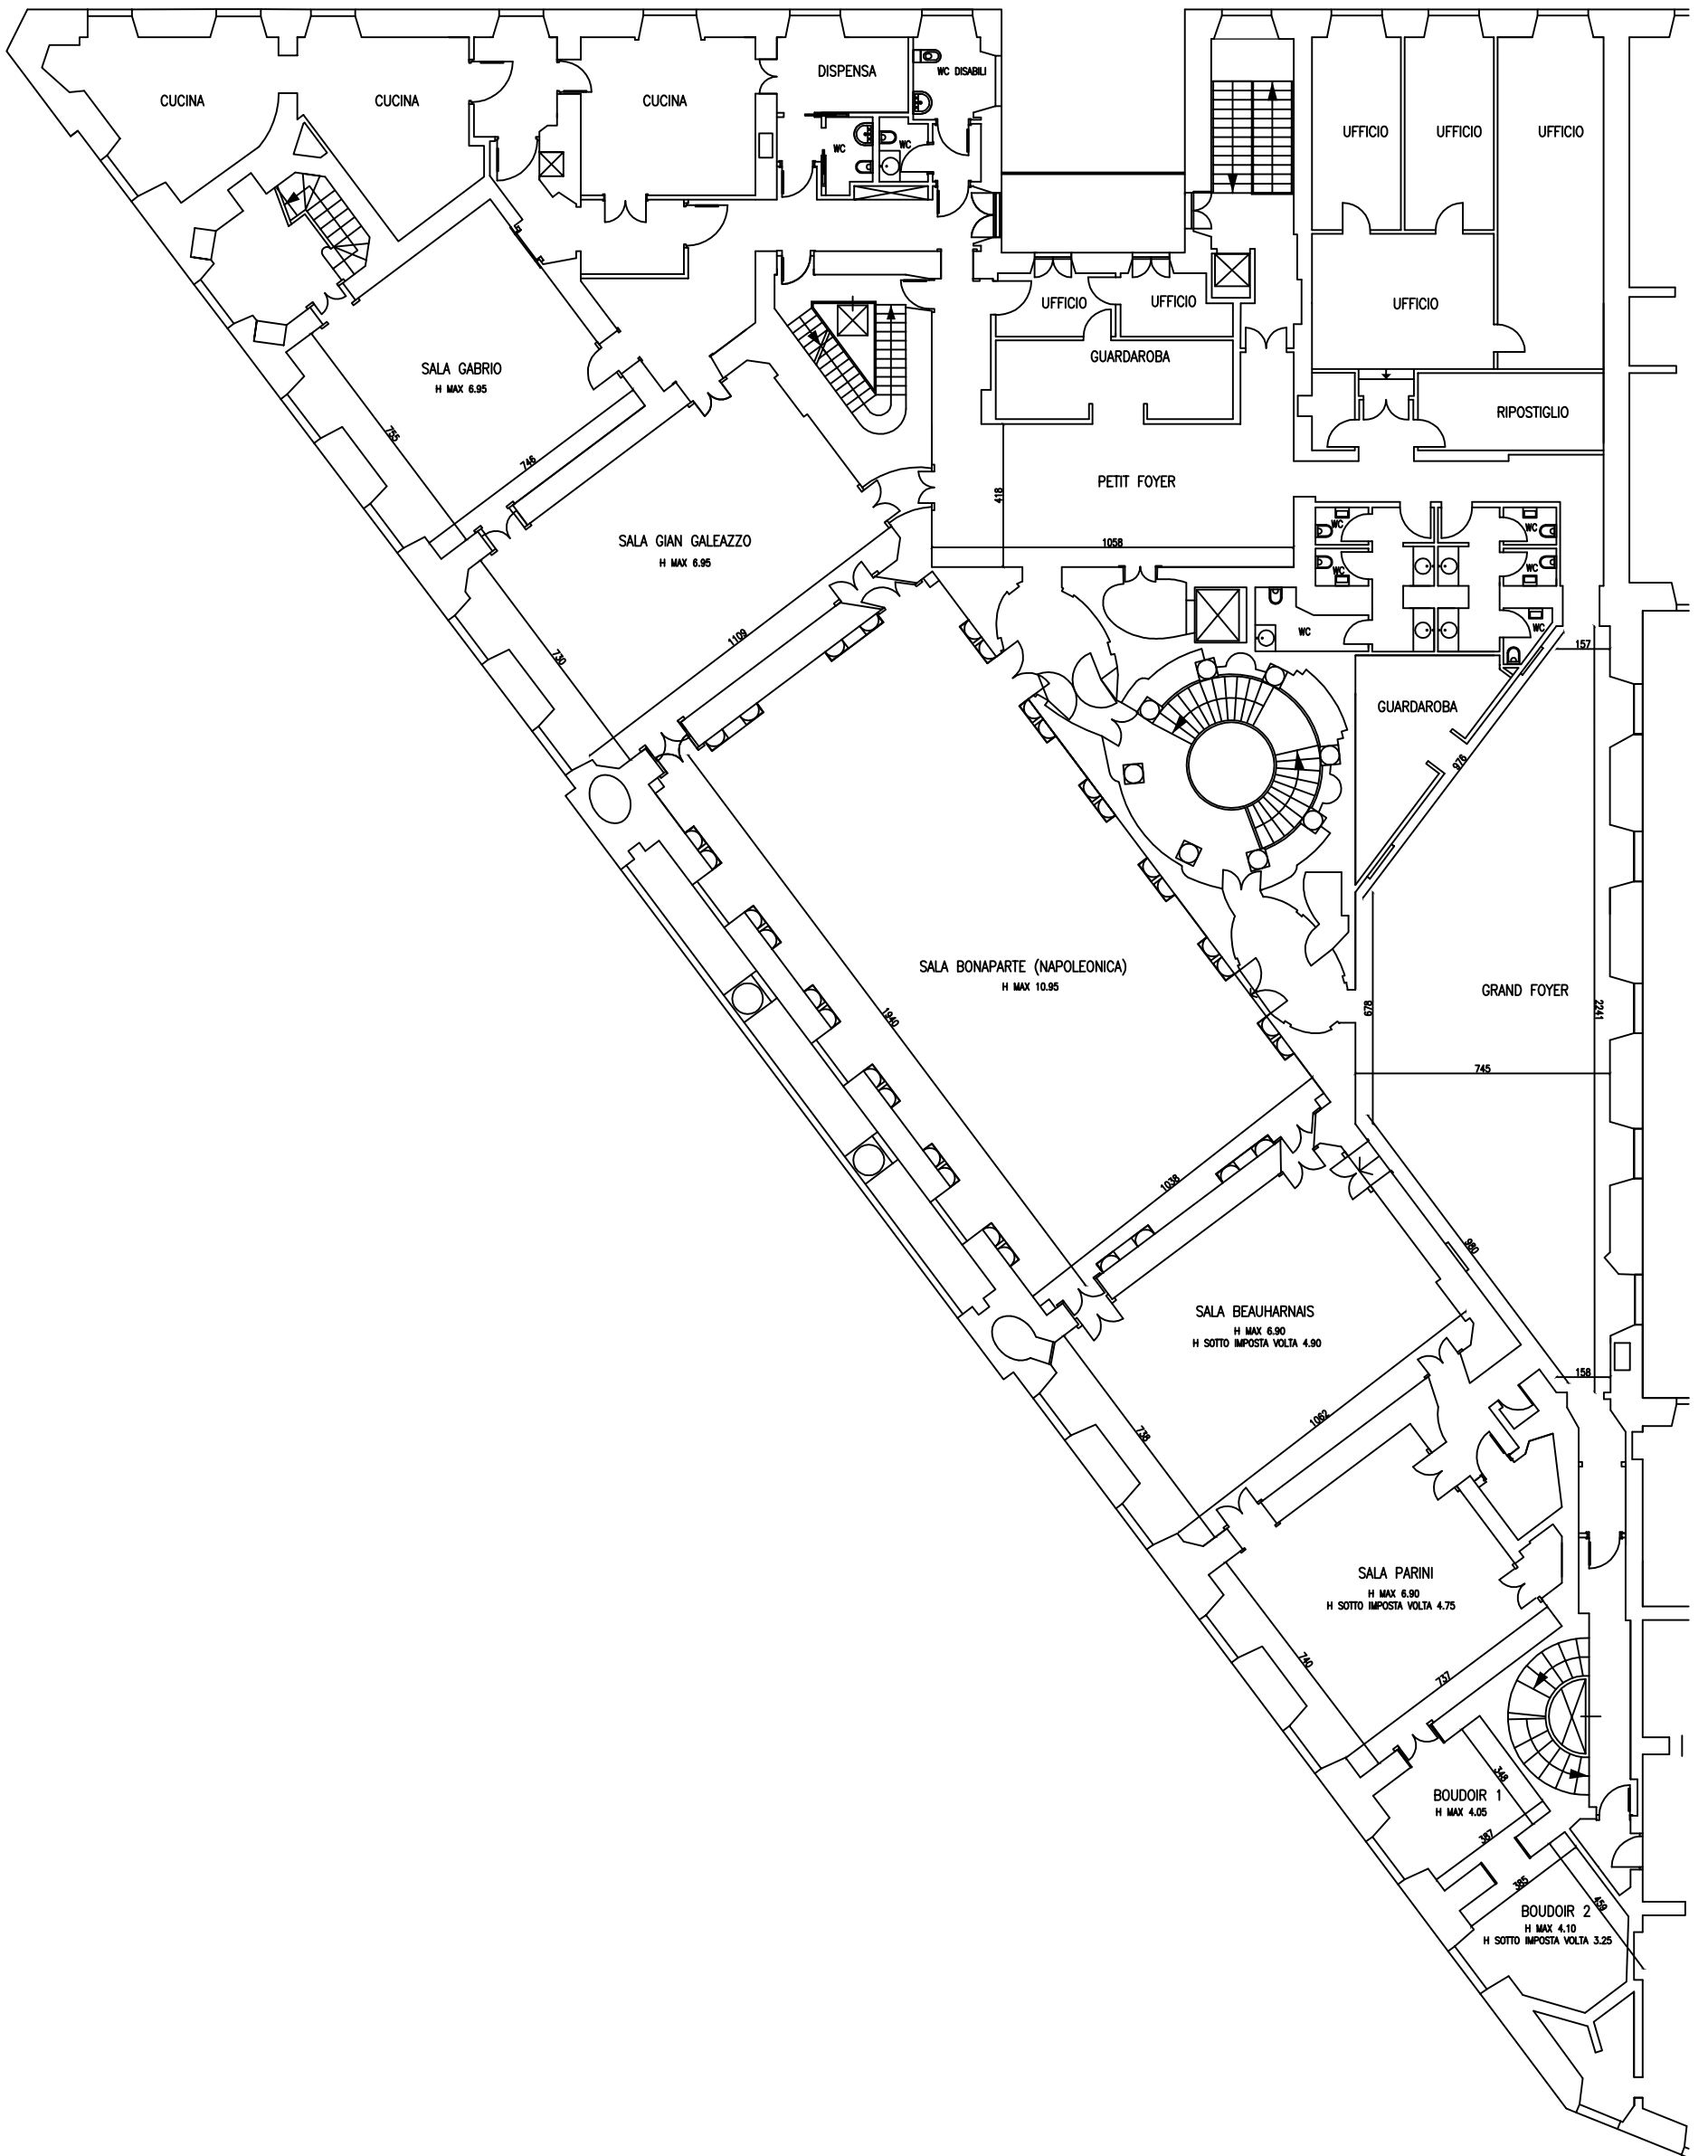 CUCINA
CUCINA
CUCINA
DISPENSA
WC DISABILI
WC
WC
UFFICIO
UFFICIO
UFFICIO
UFFICIO
UFFICIO
UFFICIO
GUARDAROBA
RIPOSTIGLIO
SALA GABRIO
H MAX 6.95
755
746
PETIT FOYER
418
1058
SALA GIAN GALEAZZO
H MAX 6.95
730
1109
WC
WC
WC
WC
WC
WC
157
GUARDAROBA
976
SALA BONAPARTE (NAPOLEONICA)
H MAX 10.95
1940
1038
GRAND FOYER
678
2241
745
980
158
SALA BEAUHARNAIS
H MAX 6.90
H SOTTO IMPOSTA VOLTA 4.90
738
1062
SALA PARINI
H MAX 6.90
H SOTTO IMPOSTA VOLTA 4.75
740
737
BOUDOIR 1
H MAX 4.05
348
387
385
459
BOUDOIR 2
H MAX 4.10
H SOTTO IMPOSTA VOLTA 3.25